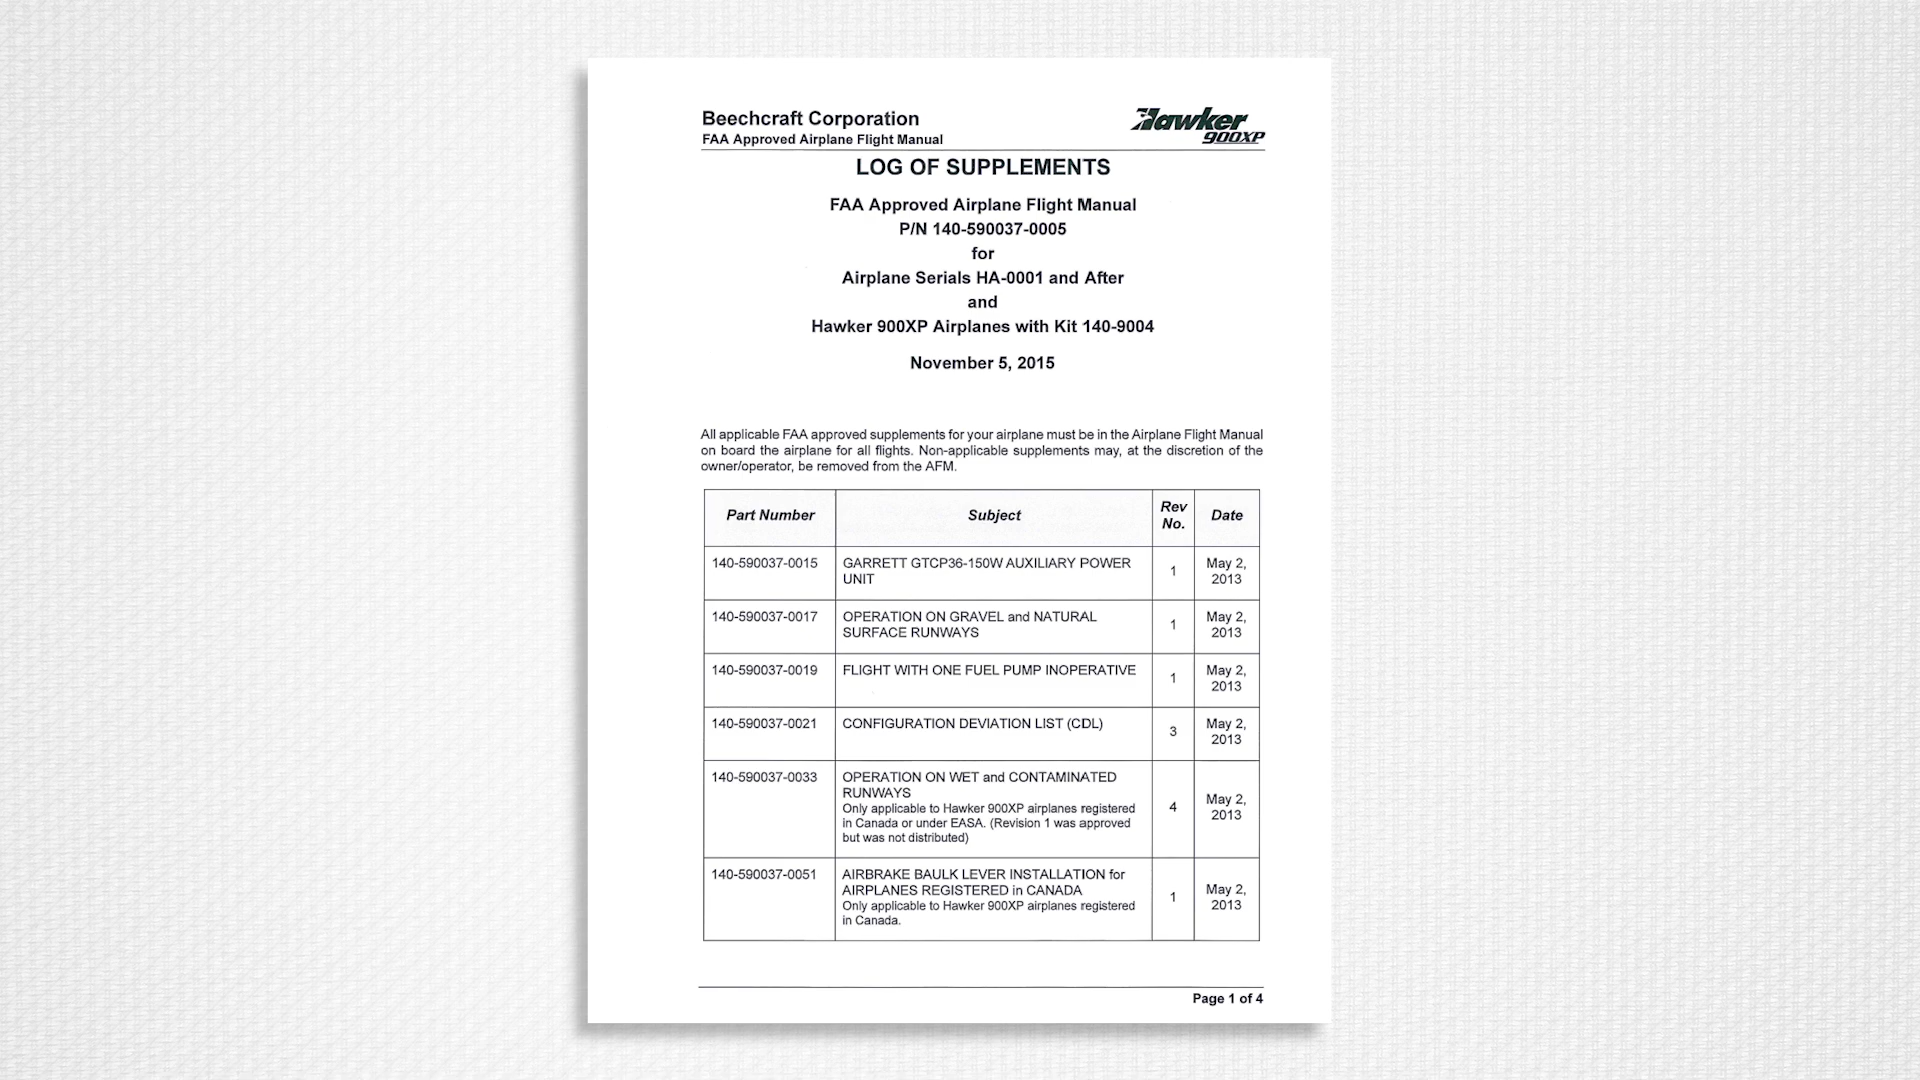 Beechcraft Corporation
FAA Approved Airplane Flight Manual
Hawker
900XP
LOG OF SUPPLEMENTS
FAA Approved Airplane Flight Manual
P/N 140-590037-0005
for
Airplane Serials HA-0001 and After
and
Hawker 900XP Airplanes with Kit 140-9004
November 5, 2015
All applicable FAA approved supplements for your airplane must be in the Airplane Flight Manual
on board the airplane for all flights. Non-applicable supplements may, at the discretion of the
owner/operator, be removed from the AFM.
Part Number
Subject
Rev
No.
Date
140-590037-0015
GARRETT GTCP36-150W AUXILIARY POWER
UNIT
1
May 2,
2013
140-590037-0017
OPERATION ON GRAVEL and NATURAL
SURFACE RUNWAYS
1
May 2,
2013
140-590037-0019
FLIGHT WITH ONE FUEL PUMP INOPERATIVE
1
May 2,
2013
140-590037-0021
CONFIGURATION DEVIATION LIST (CDL)
3
May 2,
2013
140-590037-0033
OPERATION ON WET and CONTAMINATED
RUNWAYS
Only applicable to Hawker 900XP airplanes registered
in Canada or under EASA. (Revision 1 was approved
but was not distributed)
4
May 2,
2013
140-590037-0051
AIRBRAKE BAULK LEVER INSTALLATION for
AIRPLANES REGISTERED in CANADA
Only applicable to Hawker 900XP airplanes registered
in Canada.
1
May 2,
2013
Page 1 of 4